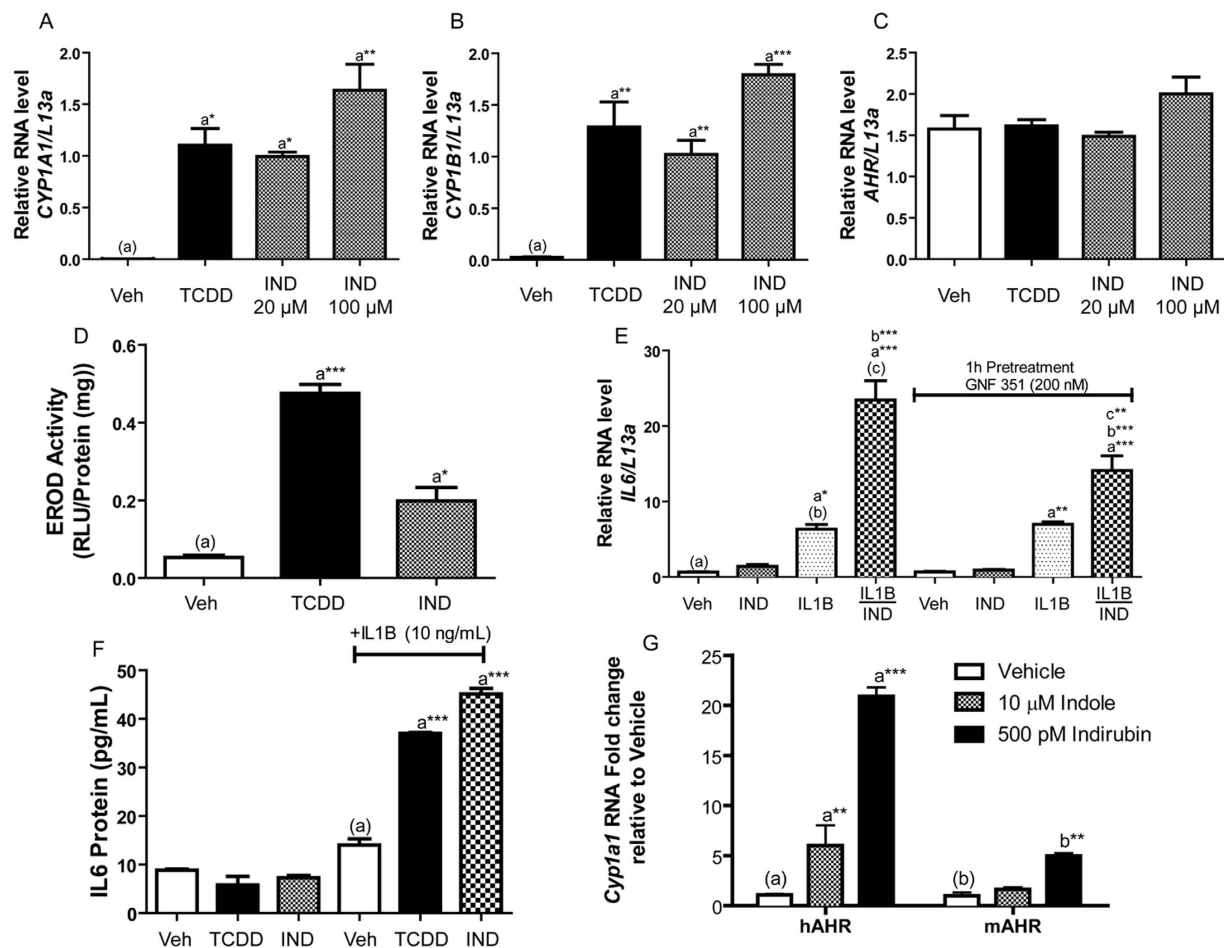 A
Relative RNA level
CYP1A1/L13a
2.0
1.5
1.0
0.5
0.0
(a)
a*
a*
a**
Veh
TCDD
IND
20 µM
IND
100 µM
B
Relative RNA level
CYP1B1/L13a
2.0
1.5
1.0
0.5
0.0
(a)
a**
a**
a***
Veh
TCDD
IND
20 µM
IND
100 µM
C
Relative RNA level
AHR/L13a
2.5
2.0
1.5
1.0
0.5
0.0
Veh
TCDD
IND
20 µM
IND
100 µM
D
EROD Activity
(RLU/Protein (mg))
0.6
0.4
0.2
0.0
(a)
a***
a*
Veh
TCDD
IND
E
Relative RNA level
IL6/L13a
30
20
10
0
(a)
a*
(b)
b***
a***
(c)
1h Pretreatment
GNF 351 (200 nM)
a**
c**
b***
a***
Veh
IND
IL1B
IL1B
IND
Veh
IND
IL1B
IL1B
IND
F
IL6 Protein (pg/mL)
50
40
30
20
10
0
+IL1B (10 ng/mL)
(a)
a***
a***
Veh
TCDD
IND
Veh
TCDD
IND
G
Cyp1a1 RNA Fold change
relative to Vehicle
25
20
15
10
5
0
(a)
a**
a***
(b)
b**
Vehicle
10 µM Indole
500 pM Indirubin
hAHR
mAHR